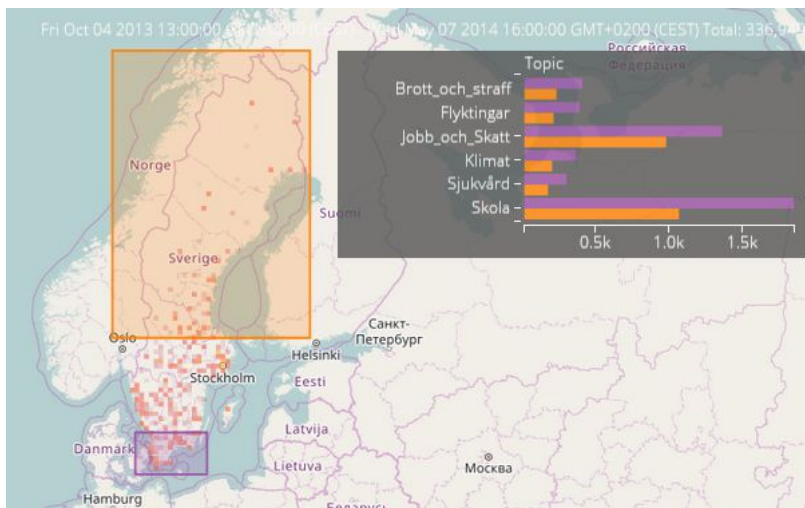 Fri Oct 04 2013 13:00:00 May 07 2014 16:00:00 GMT+0200 (CEST) Total:
Российская
Федерация
Topic
Brott_och_straff
Flyktingar
Jobb_och_Skatt
Klimat
Sjukvård
Skola
0.5k 1.0k 1.5k
Norge
Suomi
Sverige
Oslo
Санкт-
Петербург
Helsinki
Stockholm
Eesti
Latvija
Danmark
Lietuva
Москва
Hamburg
Беларусь